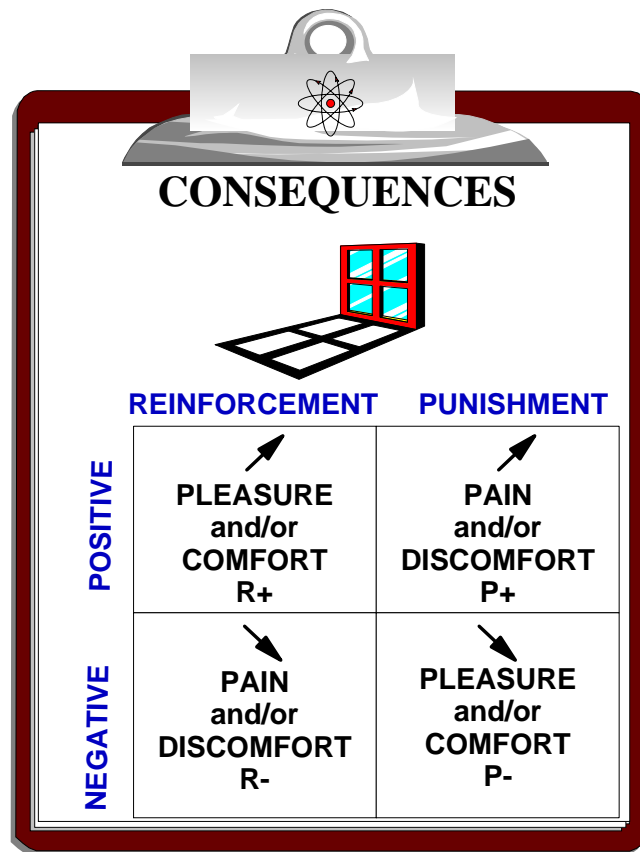 CONSEQUENCES
REINFORCEMENT PUNISHMENT
POSITIVE
PLEASURE
and/or
COMFORT
R+
PAIN
and/or
DISCOMFORT
P+
NEGATIVE
PAIN
and/or
DISCOMFORT
R-
PLEASURE
and/or
COMFORT
P-